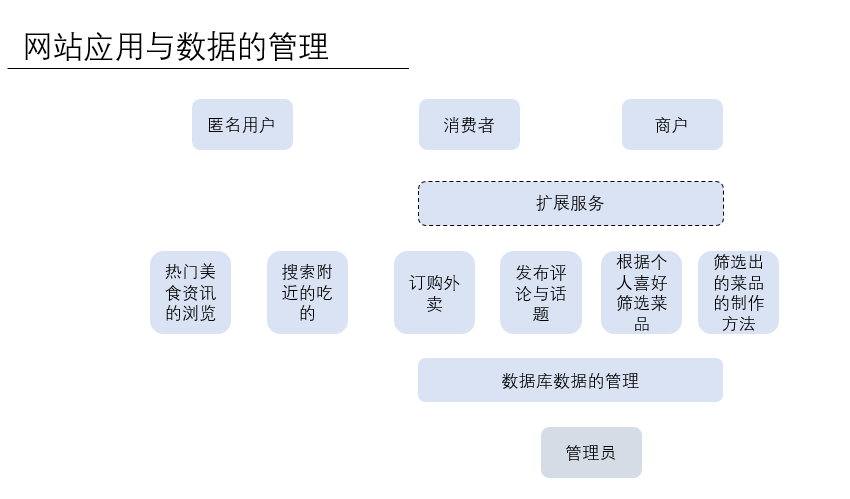 网站应用与数据的管理
匿名用户
消费者
商户
扩展服务
热门美
食资讯
的浏览
搜索附
近的吃
的
订购外
卖
发布评
论与话
题
根据个
人喜好
筛选菜
品
筛选出
的菜品
的制作
方法
数据库数据的管理
管理员